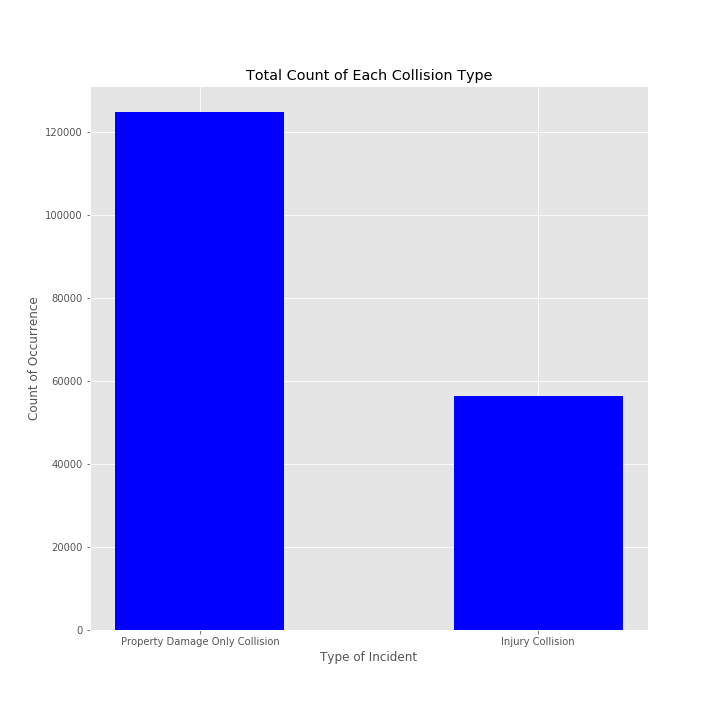 Total Count of Each Collision Type
120000
100000
80000
60000
40000
20000
0
Count of Occurrence
Property Damage Only Collision
Injury Collision
Type of Incident